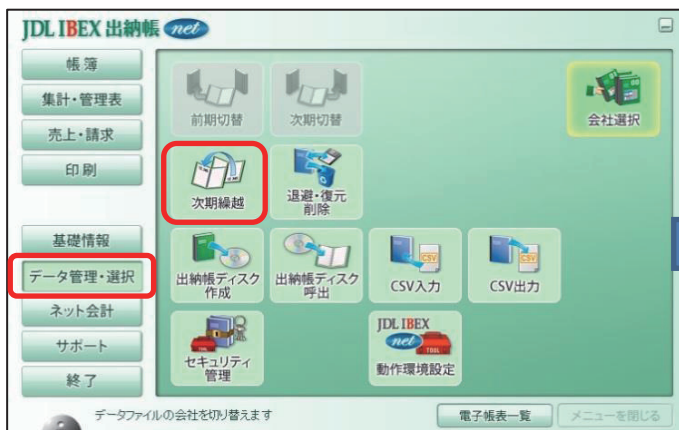 JDL IBEX 出納帳 net
帳簿
集計・管理表
売上・請求
印刷
基礎情報
データ管理・選択
ネット会計
サポート
終了
前期切替
次期切替
会社選択
次期繰越
退避・復元
削除
出納帳ディスク
作成
出納帳ディスク
呼出
CSV
CSV入力
CSV
CSV出力
セキュリティ
管理
JDL IBEX
net
TOOL
動作環境設定
データファイルの会社を切り替えます
電子帳表一覧
メニューを閉じる